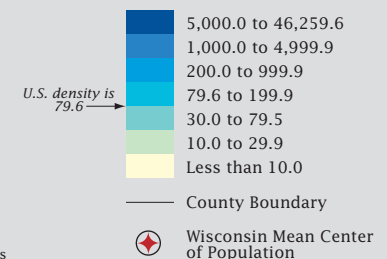 5,000.0 to 46,259.6
1,000.0 to 4,999.9
200.0 to 999.9
U.S. density is
79.6
79.6 to 199.9
30.0 to 79.5
10.0 to 29.9
Less than 10.0
County Boundary
Wisconsin Mean Center
of Population